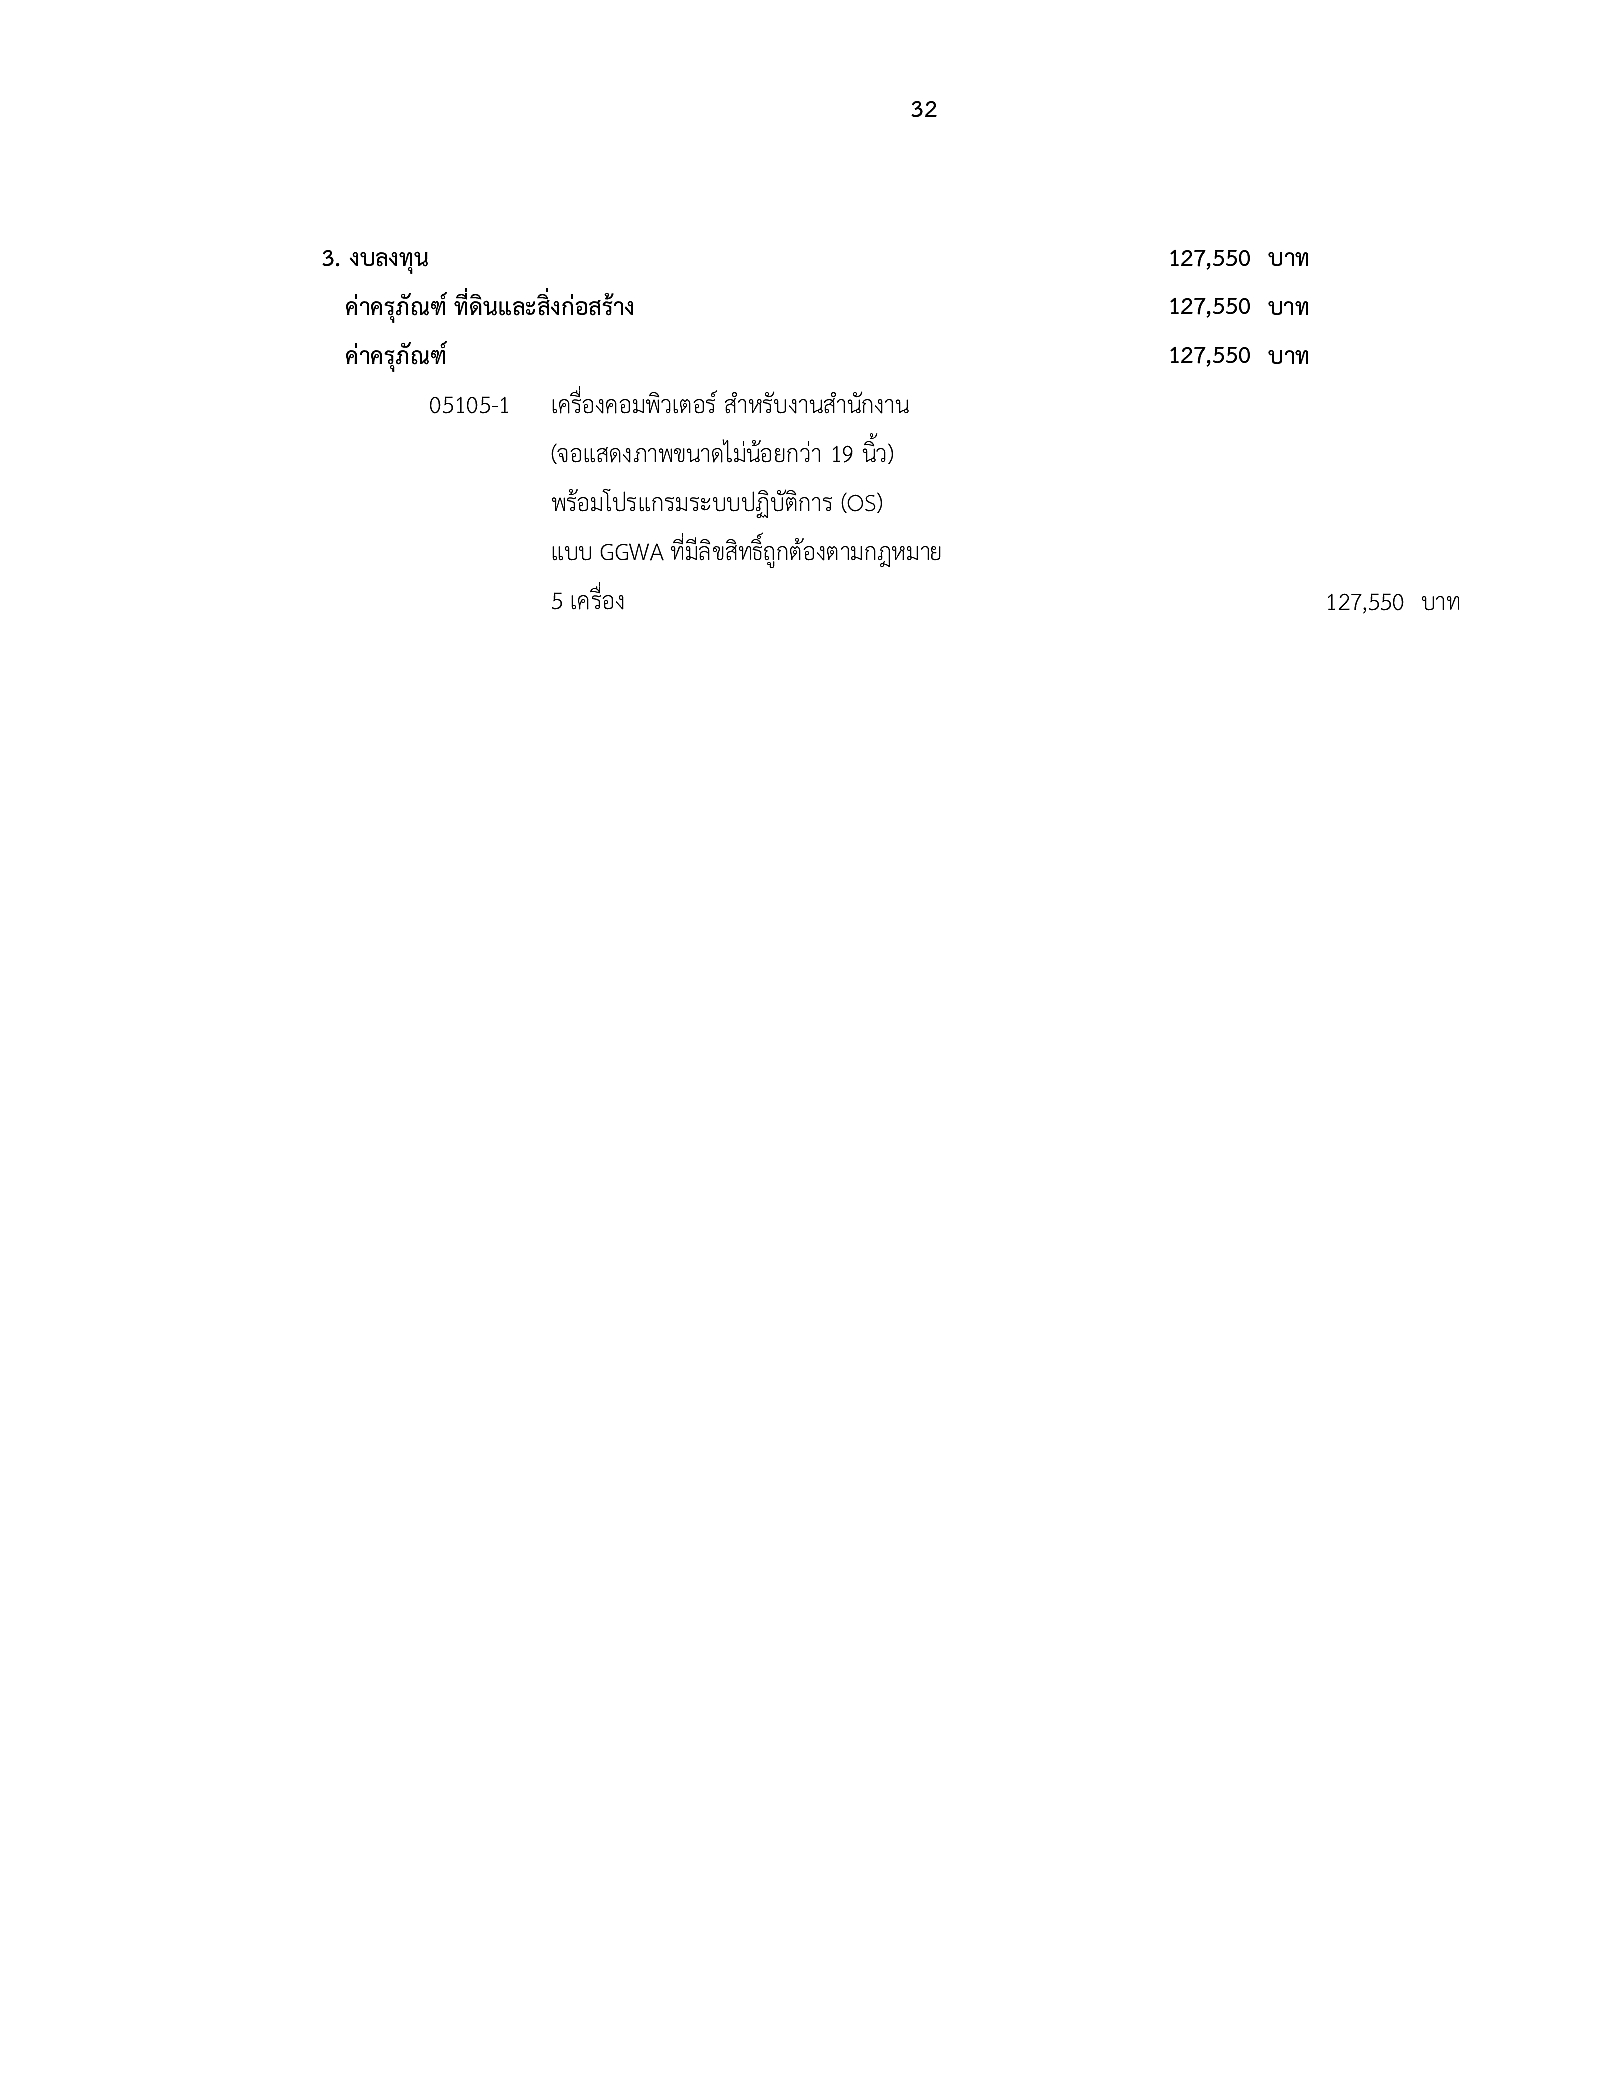 32
3. งบลงทุน 127,550 บาท
ค่าครุภัณฑ์ ที่ดินและสิ่งก่อสร้าง 127,550 บาท
ค่าครุภัณฑ์ 127,550 บาท
05105-1 เครื่องคอมพิวเตอร์ สำหรับงานสำนักงาน
(จอแสดงภาพขนาดไม่น้อยกว่า 19 นิ้ว)
พร้อมโปรแกรมระบบปฏิบัติการ (OS)
แบบ GGWA ที่มีลิขสิทธิ์ถูกต้องตามกฎหมาย
5 เครื่อง 127,550 บาท